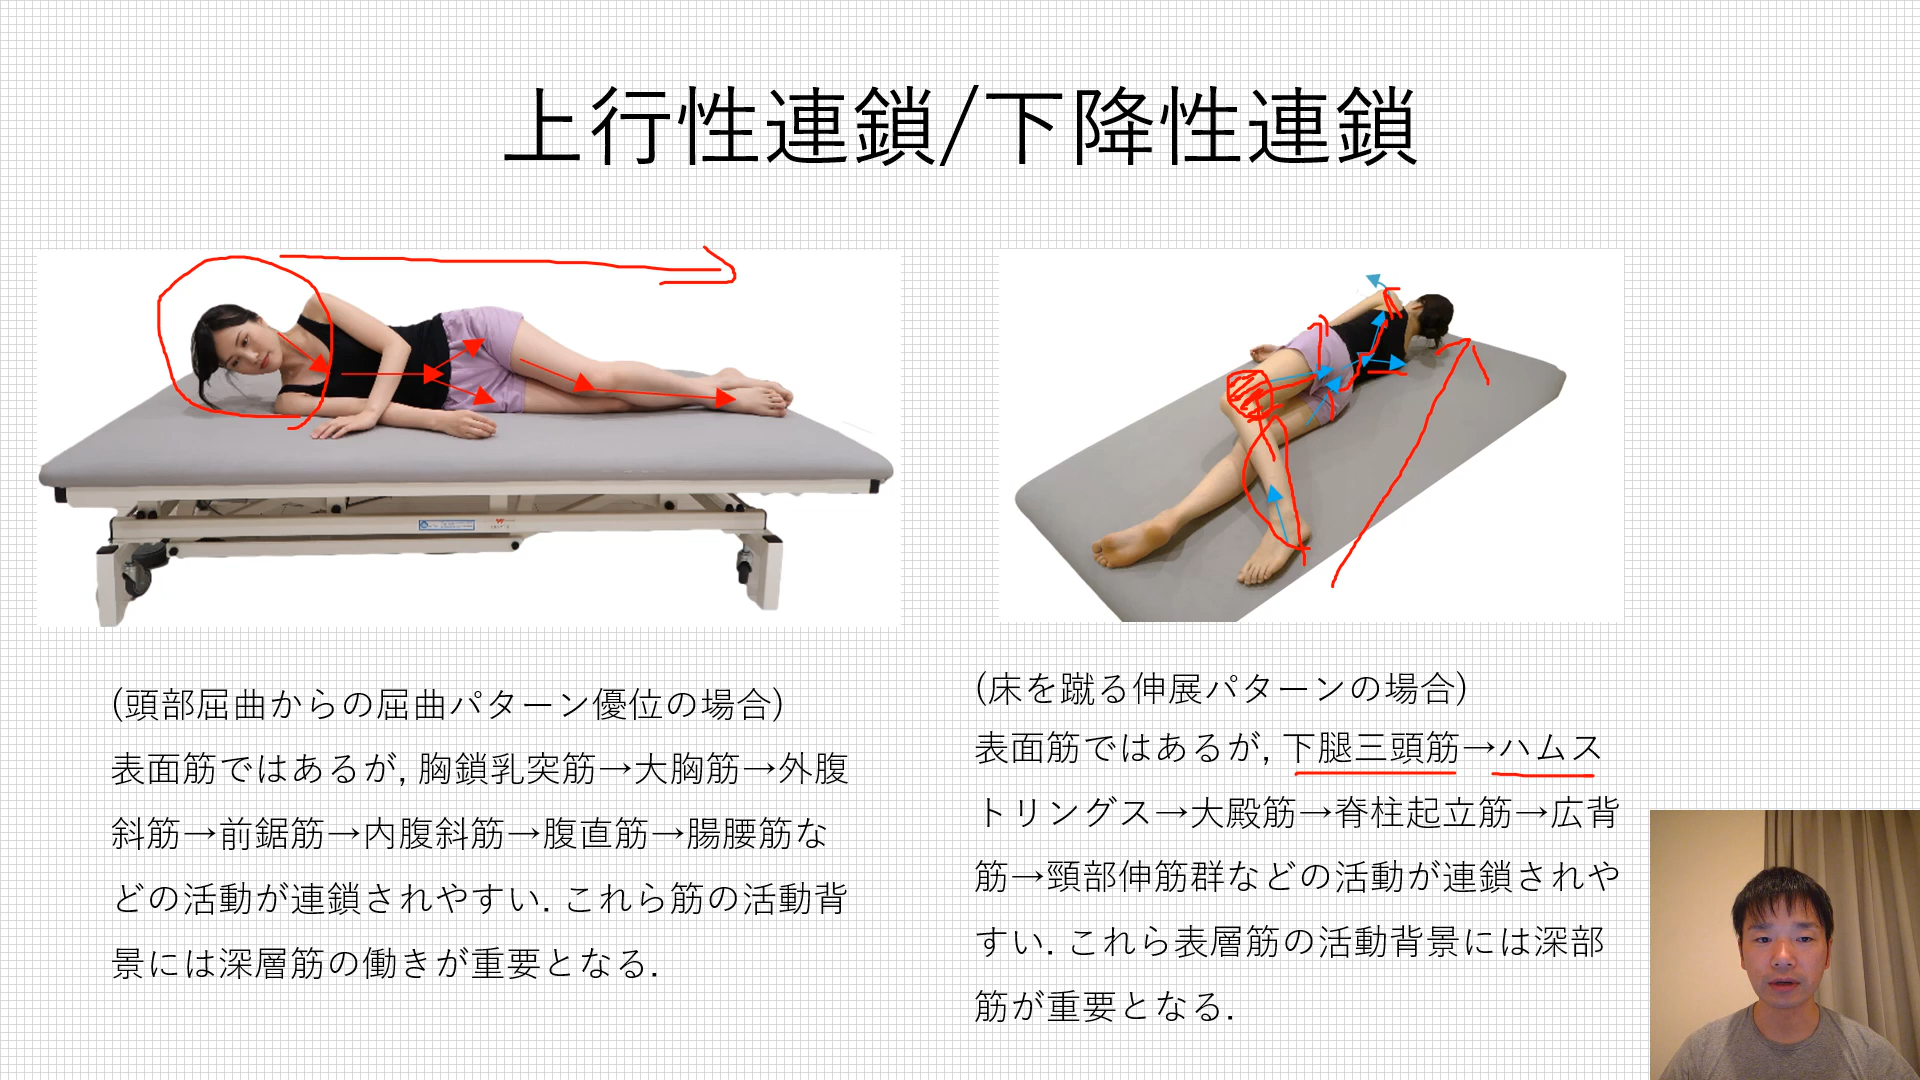 上行性連鎖/下降性連鎖
(頭部屈曲からの屈曲パターン優位の場合)
表面筋ではあるが, 胸鎖乳突筋→大胸筋→外腹
斜筋→前鋸筋→内腹斜筋→腹直筋→腸腰筋な
どの活動が連鎖されやすい. これら筋の活動背
景には深層筋の働きが重要となる.
(床を蹴る伸展パターンの場合)
表面筋ではあるが, 下腿三頭筋→ハムス
トリングス→大殿筋→脊柱起立筋→広背
筋→頸部伸筋群などの活動が連鎖されや
すい. これら表層筋の活動背景には深部
筋が重要となる.